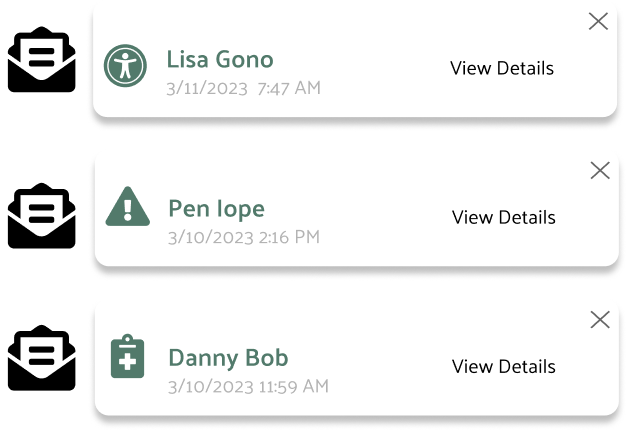 Lisa Gono
3/11/2023 7:47 AM
View Details
Pen lope
3/10/2023 2:16 PM
View Details
Danny Bob
3/10/2023 11:59 AM
View Details